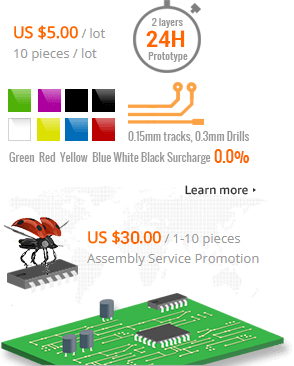 US $5.00 / lot
10 pieces / lot
2 layers
24H
Prototype
0.15mm tracks, 0.3mm Drills
Green Red Yellow Blue White Black Surcharge 0.0%
Learn more
US $30.00 / 1-10 pieces
Assembly Service Promotion